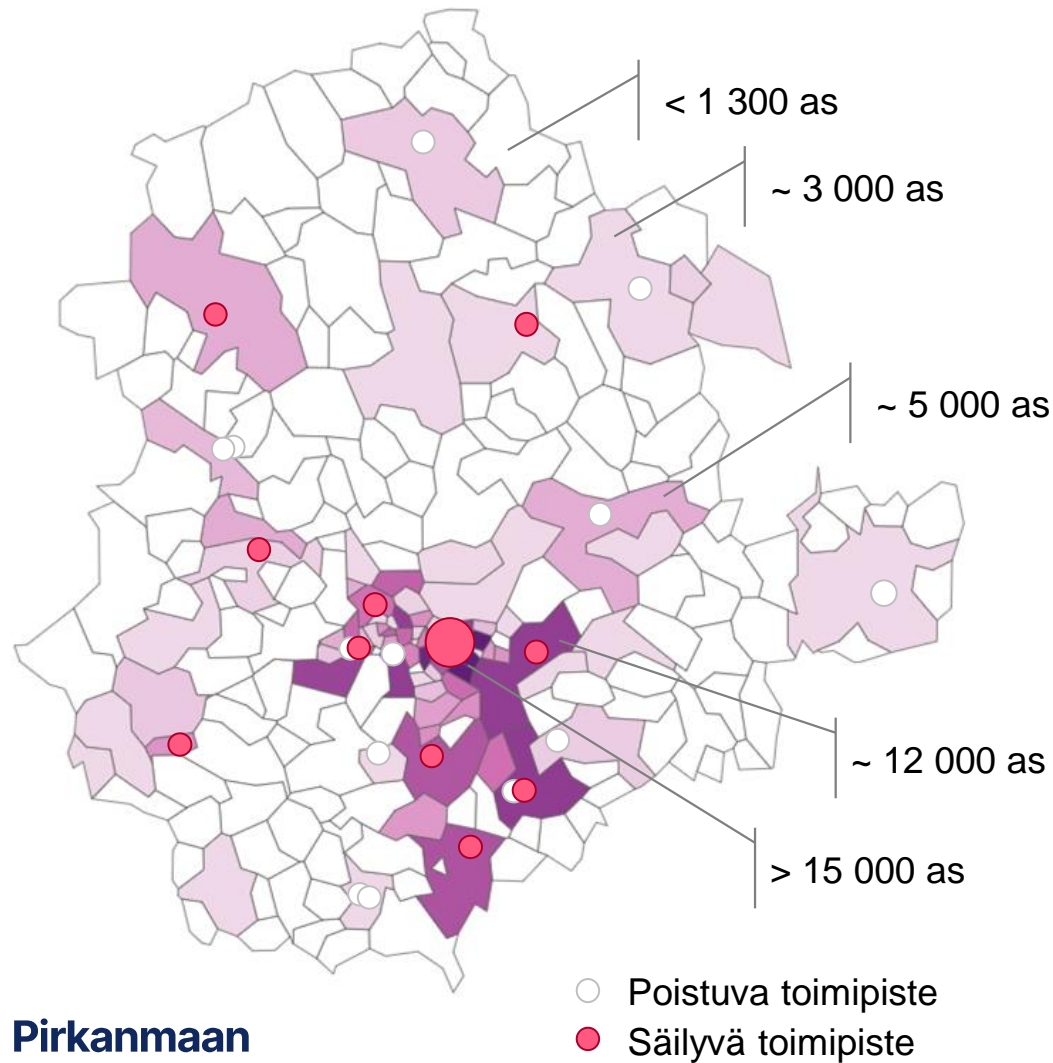 < 1 300 as
~ 3 000 as
~ 5 000 as
~ 12 000 as
> 15 000 as
Poistuva toimipiste
Säilyvä toimipiste
Pirkanmaan